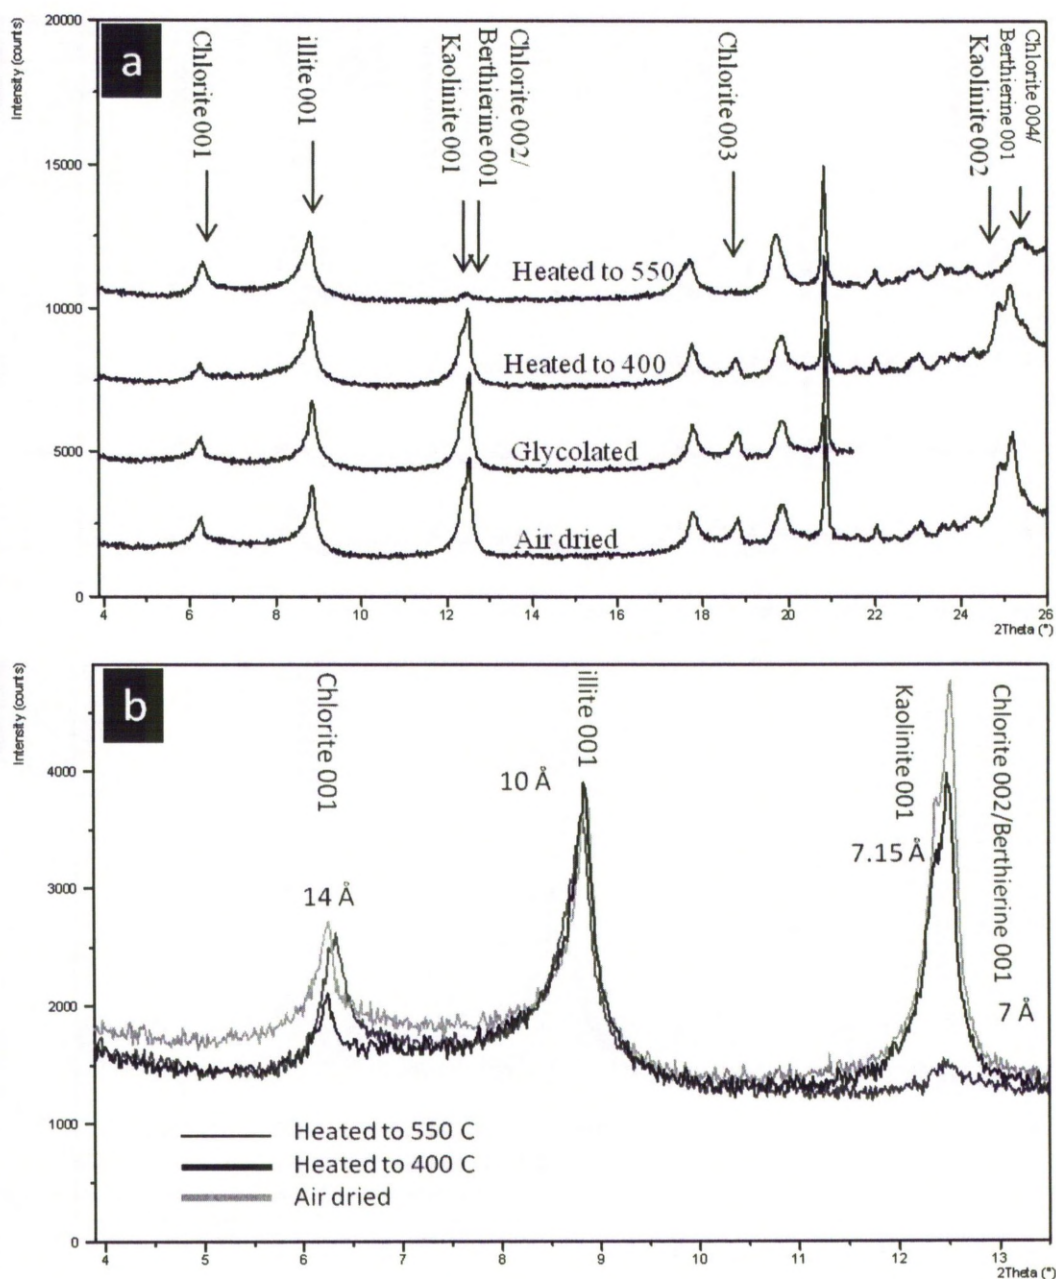 20000
15000
10000
5000
0
Intensity (counts)
a
Chlorite 001
illite 001
Kaolinite 001
Berthierine 001
Chlorite 002/
Chlorite 003
Kaolinite 002
Berthierine 001
Chlorite 004/
Heated to 550
Heated to 400
Glycolated
Air dried
4 6 8 10 12 14 16 18 20 22 24 26
2Theta (°)
Intensity (counts)
b
4000
3000
2000
1000
0
Chlorite 001
14 Å
illite 001
10 Å
Kaolinite 001
7.15 Å
Chlorite 002/Berthierine 001
7 Å
Heated to 550 C
Heated to 400 C
Air dried
4 5 6 7 8 9 10 11 12 13
2Theta (°)